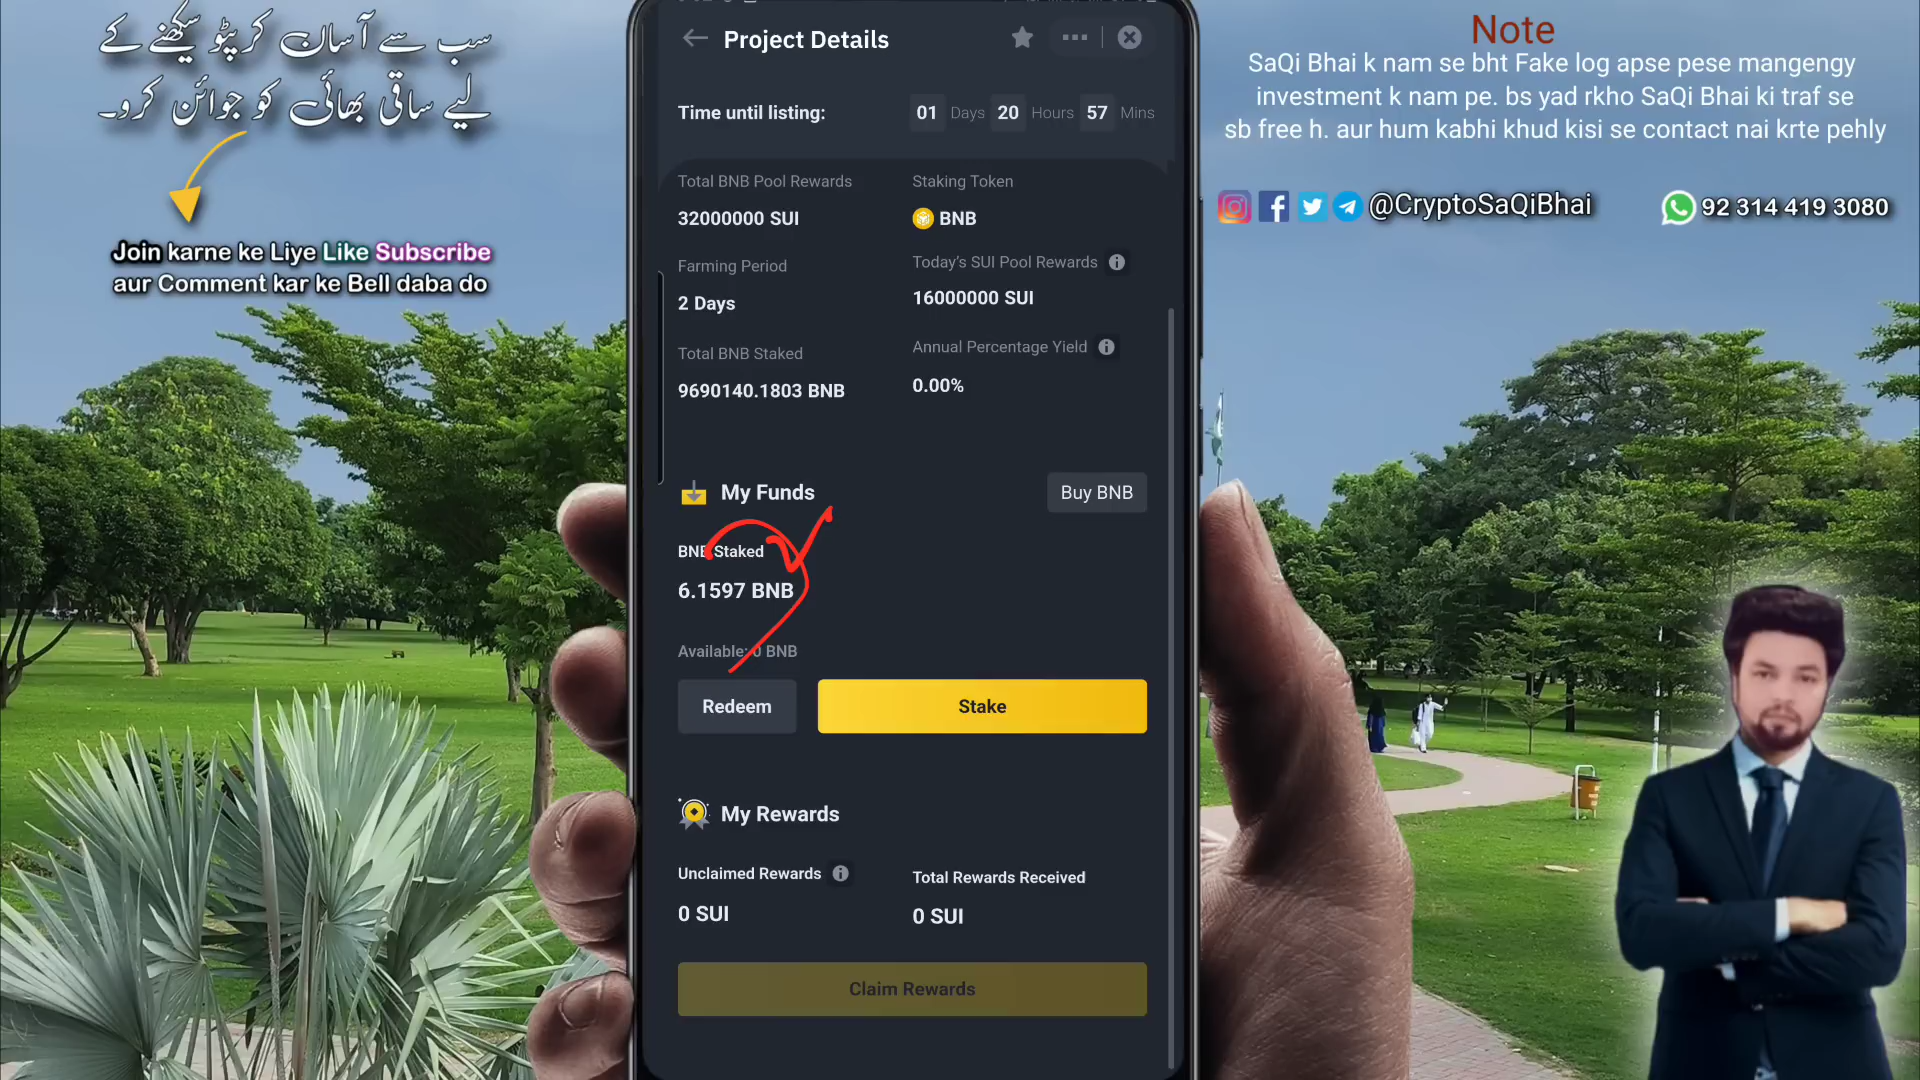 سب سے آسان کرپٹو سکھنے کے
لیے ساقی بھائی کو جوائن کرو۔
Join karne ke Liye Like Subscribe
aur Comment kar ke Bell daba do
Project Details
Time until listing: 01 Days 20 Hours 57 Mins
Total BNB Pool Rewards
32000000 SUI
Staking Token
BNB
Farming Period
2 Days
Today's SUI Pool Rewards
16000000 SUI
Total BNB Staked
9690140.1803 BNB
Annual Percentage Yield
0.00%
My Funds
Buy BNB
BNB Staked
6.1597 BNB
Available: 0 BNB
Redeem
Stake
My Rewards
Unclaimed Rewards
0 SUI
Total Rewards Received
0 SUI
Claim Rewards
Note
SaQi Bhai k nam se bht Fake log apse pese mangengy
investment k nam pe. bs yad rkho SaQi Bhai ki traf se
sb free h. aur hum kabhi khud kisi se contact nai krte pehly
@CryptoSaQiBhai
92 314 419 3080